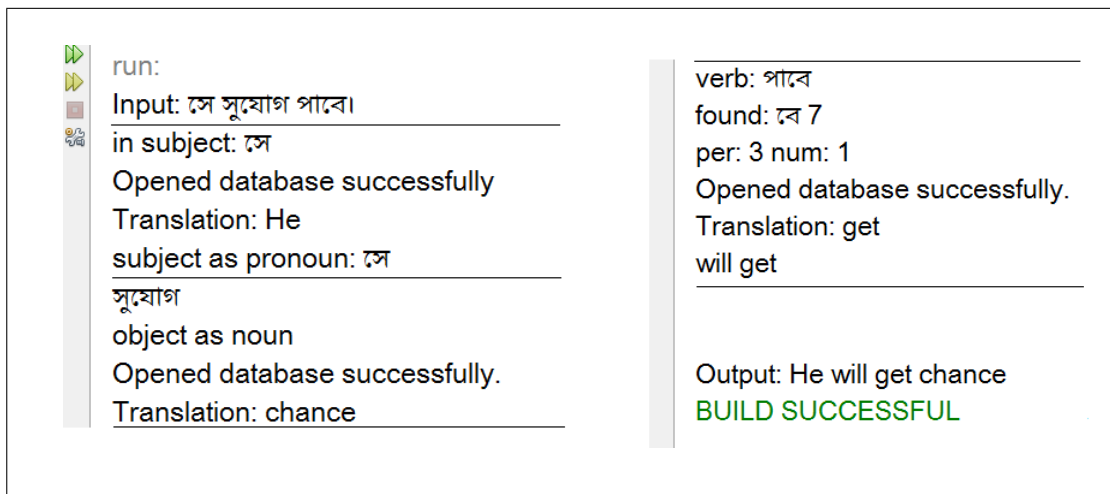 run:
Input: সে সুযোগ পাবে।
in subject: সে
Opened database successfully
Translation: He
subject as pronoun: সে
সুযোগ
object as noun
Opened database successfully.
Translation: chance
verb: পাবে
found: বে 7
per: 3 num: 1
Opened database successfully.
Translation: get
will get
Output: He will get chance
BUILD SUCCESSFUL